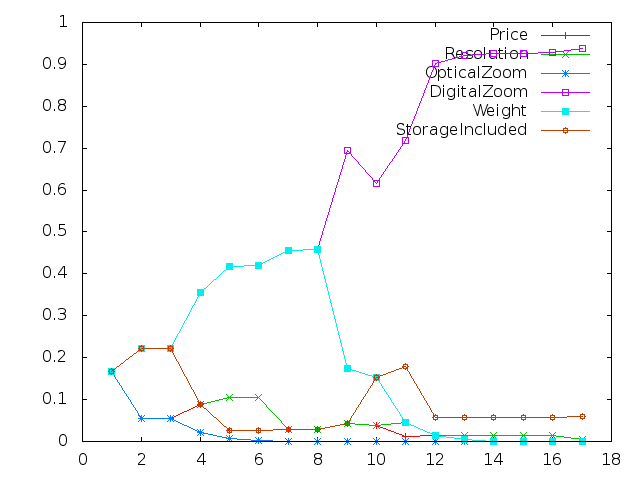 1
Price
Resolution
0.9
OpticalZoom
DigitalZoom
0.8
Weight
StorageIncluded
0.7
0.6
0.5
0.4
0.3
0.2
0.1
0
0 2 4 6 8 10 12 14 16 18